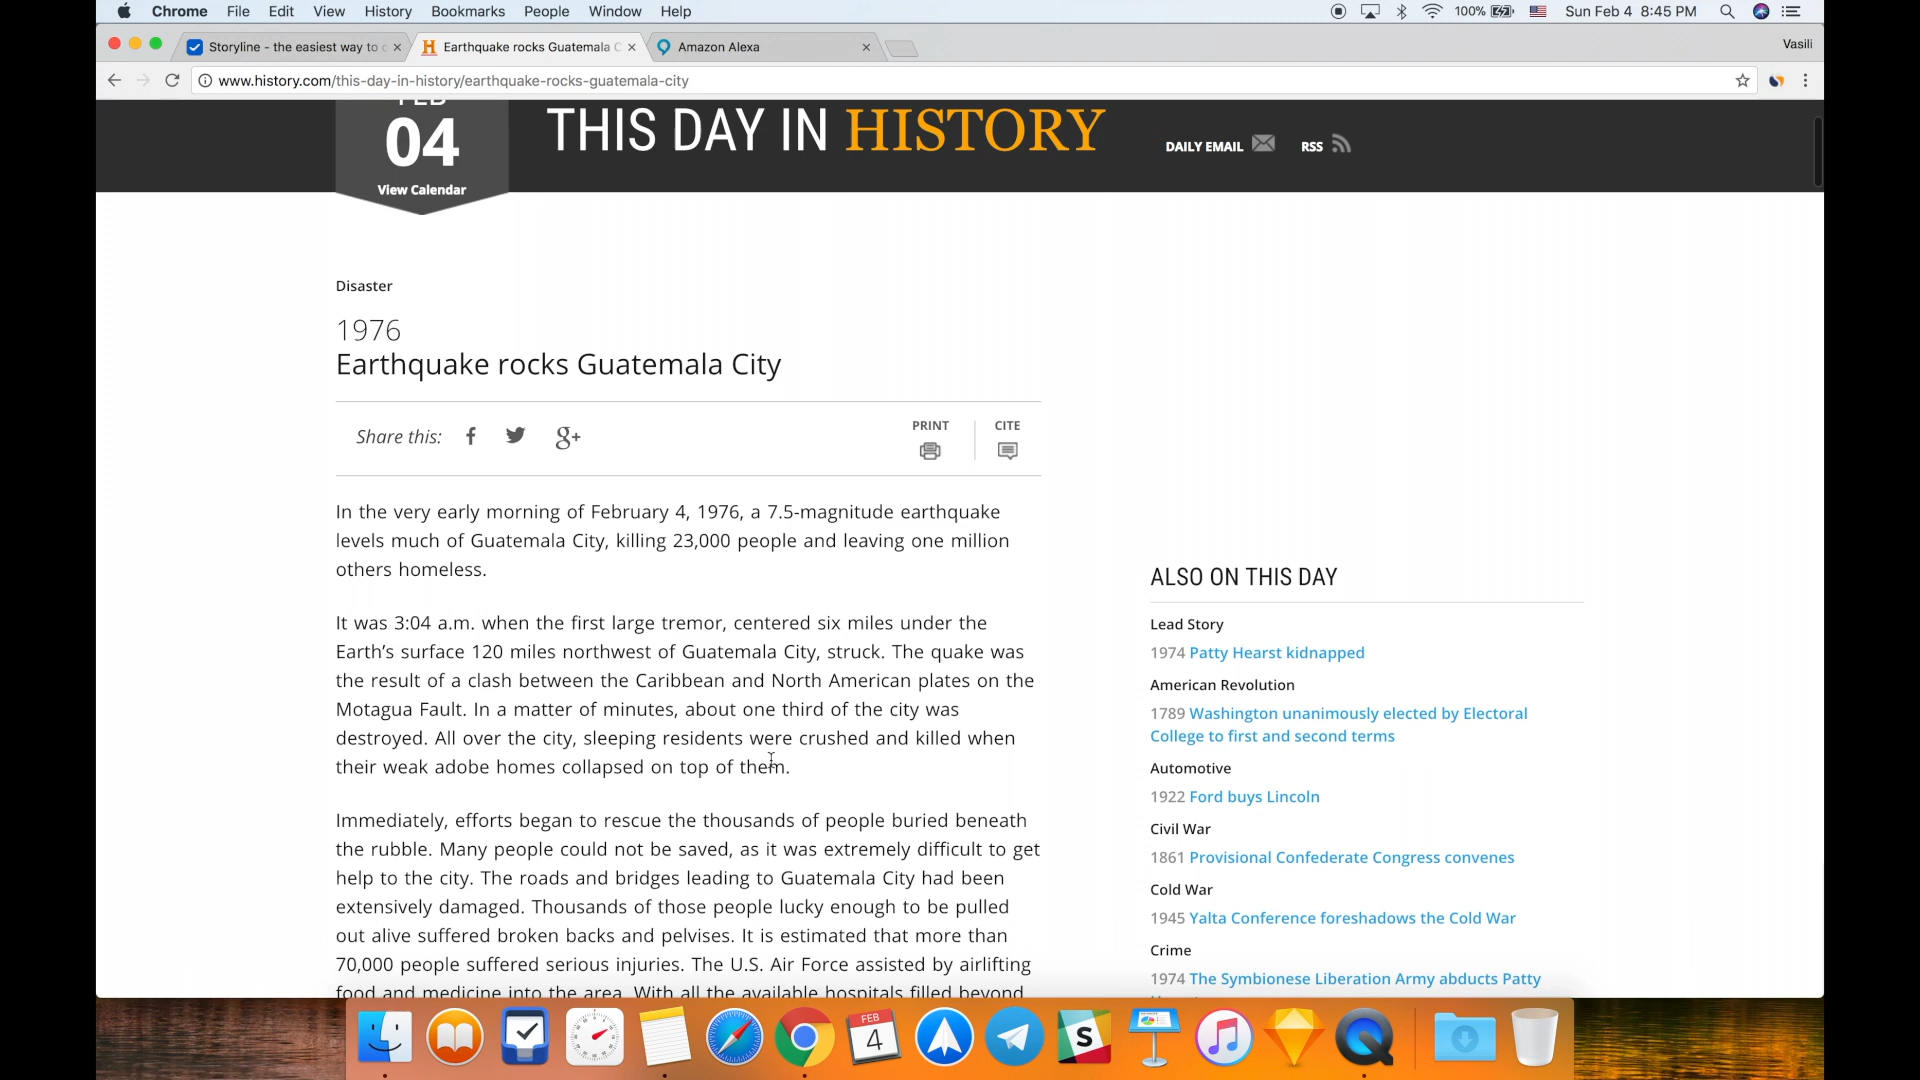 Chrome File Edit View History Bookmarks People Window Help
100% Sun Feb 4 8:45 PM
Storyline - the easiest way to c
Earthquake rocks Guatemala C
Amazon Alexa
Vasili
www.history.com/this-day-in-history/earthquake-rocks-guatemala-city
FEB
04
View Calendar
THIS DAY IN HISTORY
DAILY EMAIL
RSS
Disaster
1976
Earthquake rocks Guatemala City
Share this:
PRINT
CITE
In the very early morning of February 4, 1976, a 7.5-magnitude earthquake
levels much of Guatemala City, killing 23,000 people and leaving one million
others homeless.
It was 3:04 a.m. when the first large tremor, centered six miles under the
Earth's surface 120 miles northwest of Guatemala City, struck. The quake was
the result of a clash between the Caribbean and North American plates on the
Motagua Fault. In a matter of minutes, about one third of the city was
destroyed. All over the city, sleeping residents were crushed and killed when
their weak adobe homes collapsed on top of them.
Immediately, efforts began to rescue the thousands of people buried beneath
the rubble. Many people could not be saved, as it was extremely difficult to get
help to the city. The roads and bridges leading to Guatemala City had been
extensively damaged. Thousands of those people lucky enough to be pulled
out alive suffered broken backs and pelvises. It is estimated that more than
70,000 people suffered serious injuries. The U.S. Air Force assisted by airlifting
food and medicine into the area. With all the available hospitals filled beyond
ALSO ON THIS DAY
Lead Story
1974 Patty Hearst kidnapped
American Revolution
1789 Washington unanimously elected by Electoral
College to first and second terms
Automotive
1922 Ford buys Lincoln
Civil War
1861 Provisional Confederate Congress convenes
Cold War
1945 Yalta Conference foreshadows the Cold War
Crime
1974 The Symbionese Liberation Army abducts Patty
FEB
4
S